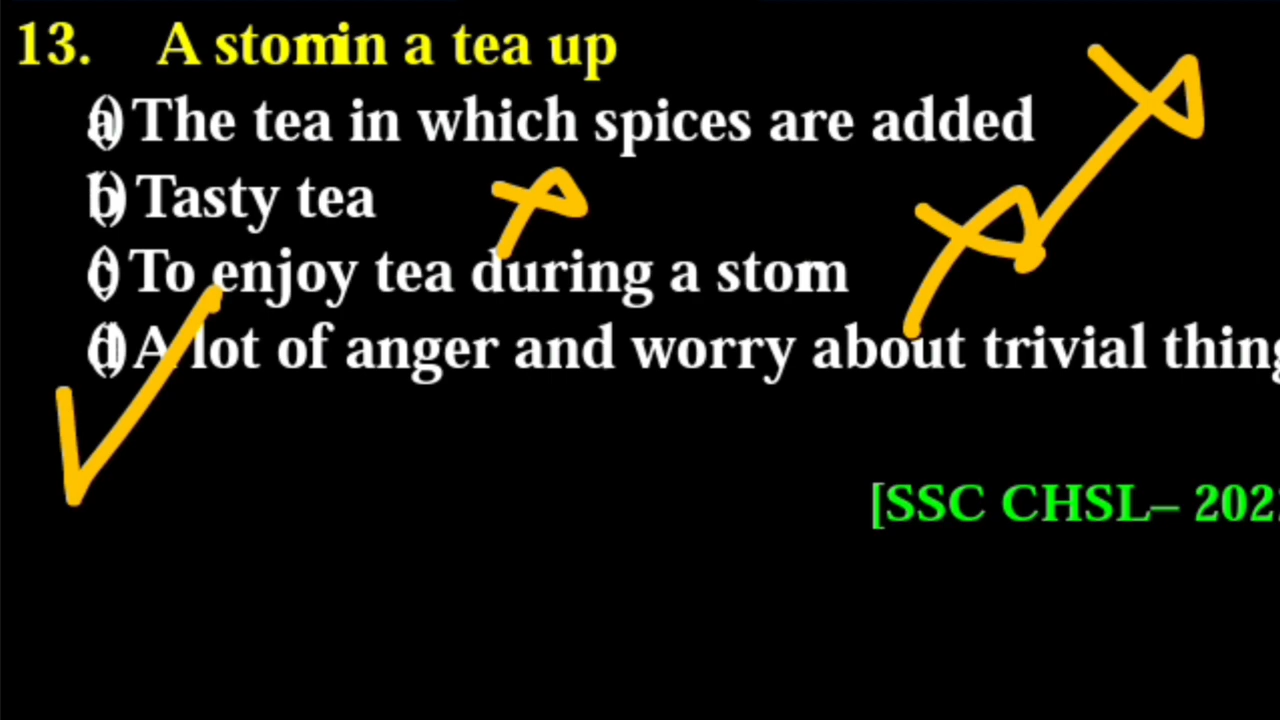 13. A stomin a tea up
a) The tea in which spices are added
b) Tasty tea
c) To enjoy tea during a stom
d) A lot of anger and worry about trivial thing
[SSC CHSL– 202